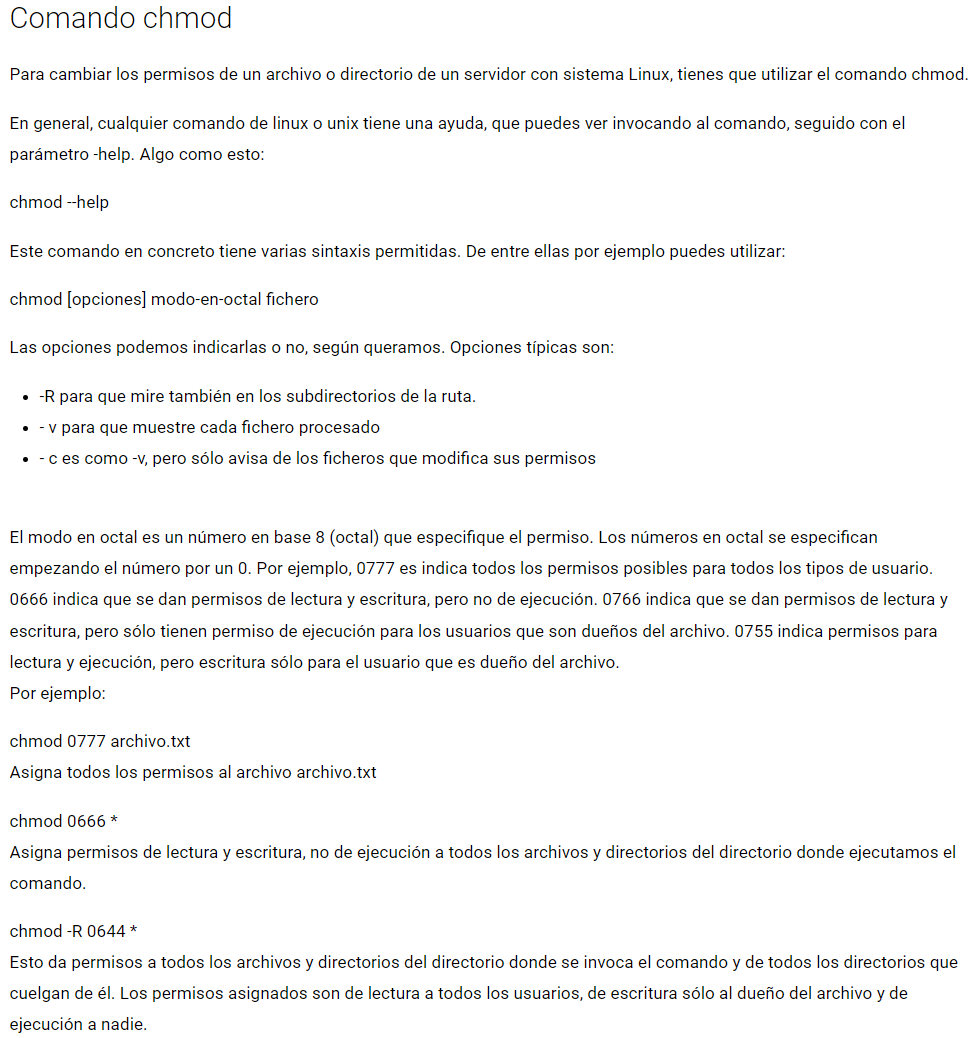 Comando chmod
Para cambiar los permisos de un archivo o directorio de un servidor con sistema Linux, tienes que utilizar el comando chmod.
En general, cualquier comando de linux o unix tiene una ayuda, que puedes ver invocando al comando, seguido con el
parámetro -help. Algo como esto:
chmod --help
Este comando en concreto tiene varias sintaxis permitidas. De entre ellas por ejemplo puedes utilizar:
chmod [opciones] modo-en-octal fichero
Las opciones podemos indicarlas o no, según queramos. Opciones típicas son:
• -R para que mire también en los subdirectorios de la ruta.
• - v para que muestre cada fichero procesado
• - c es como -v, pero sólo avisa de los ficheros que modifica sus permisos
El modo en octal es un número en base 8 (octal) que especifique el permiso. Los números en octal se especifican
empezando el número por un 0. Por ejemplo, 0777 es indica todos los permisos posibles para todos los tipos de usuario.
0666 indica que se dan permisos de lectura y escritura, pero no de ejecución. 0766 indica que se dan permisos de lectura y
escritura, pero sólo tienen permiso de ejecución para los usuarios que son dueños del archivo. 0755 indica permisos para
lectura y ejecución, pero escritura sólo para el usuario que es dueño del archivo.
Por ejemplo:
chmod 0777 archivo.txt
Asigna todos los permisos al archivo archivo.txt
chmod 0666 *
Asigna permisos de lectura y escritura, no de ejecución a todos los archivos y directorios del directorio donde ejecutamos el
comando.
chmod -R 0644 *
Esto da permisos a todos los archivos y directorios del directorio donde se invoca el comando y de todos los directorios que
cuelgan de él. Los permisos asignados son de lectura a todos los usuarios, de escritura sólo al dueño del archivo y de
ejecución a nadie.